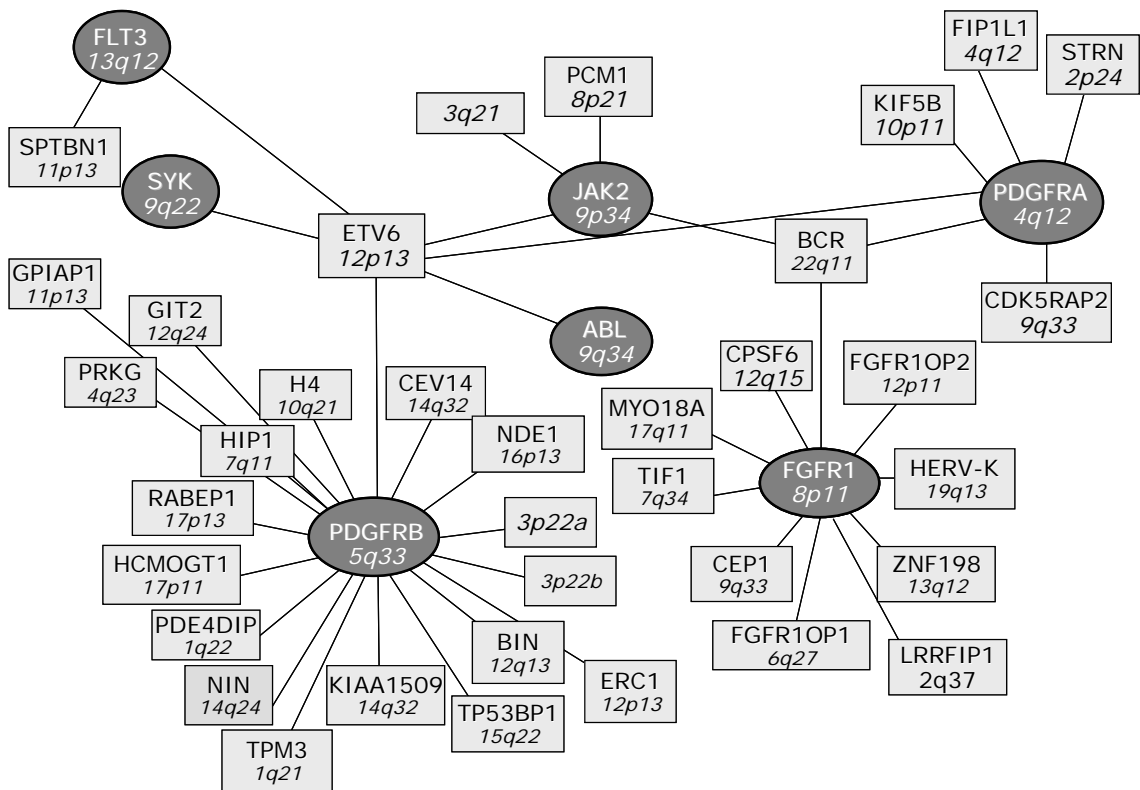 FLT3
13q12
FIP1L1
4q12
STRN
2p24
PCM1
8p21
KIF5B
10p11
3q21
SPTBN1
11p13
SYK
9q22
JAK2
9p34
PDGFRA
4q12
ETV6
12p13
BCR
22q11
GPIAP1
11p13
GIT2
12q24
CDK5RAP2
9q33
ABL
9q34
PRKG
4q23
H4
10q21
CEV14
14q32
CPSF6
12q15
FGFR1OP2
12p11
MYO18A
17q11
HIP1
7q11
NDE1
16p13
TIF1
7q34
FGFR1
8p11
HERV-K
19q13
RABEP1
17p13
PDGFRB
5q33
3p22a
HCMOGT1
17p11
3p22b
CEP1
9q33
ZNF198
13q12
PDE4DIP
1q22
BIN
12q13
FGFR1OP1
6q27
LRRFIP1
2q37
NIN
14q24
KIAA1509
14q32
ERC1
12p13
TP53BP1
15q22
TPM3
1q21